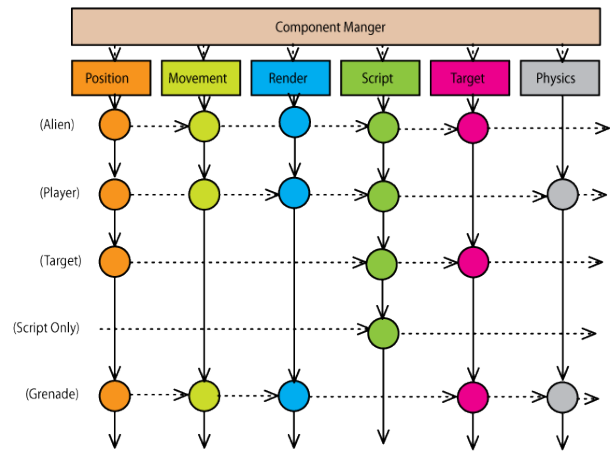 Component Manger
Position Movement Render Script Target Physics
(Alien)
(Player)
(Target)
(Script Only)
(Grenade)